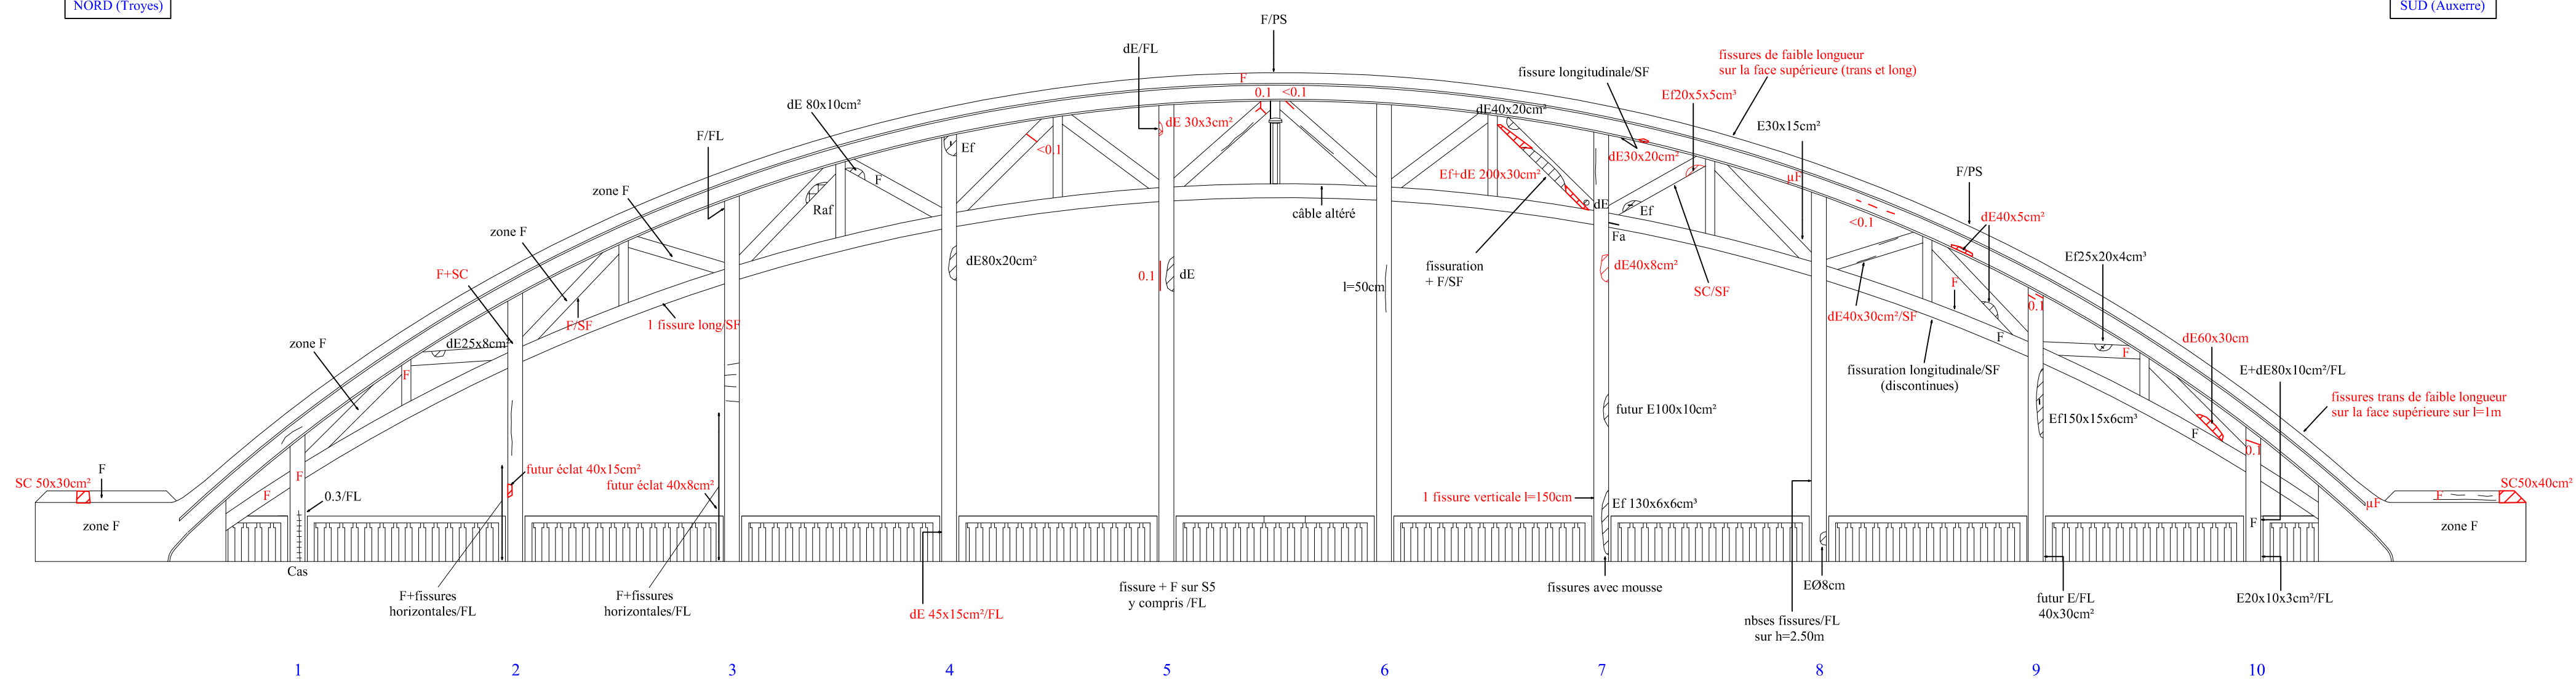 NORD (Troyes)
SUD (Auxerre)
F/PS
dE/FL
fissures de faible longueur
sur la face supérieure (trans et long)
fissure longitudinale/SF
F
0.1
<0.1
Ef20x5x5cm³
dE 80x10cm²
dE40x20cm²
dE 30x3cm²
E30x15cm²
F/FL
Ef
<0.1
dE30x20cm²
F/PS
zone F
F
Ef+dE 200x30cm²
µF
Raf
dE
Ef
câble altéré
<0.1
dE40x5cm²
zone F
Fa
F+SC
dE80x20cm²
0.1
dE
fissuration
+ F/SF
dE40x8cm²
Ef25x20x4cm³
l=50cm
SC/SF
F
0.1
F/SF
1 fissure long/SF
dE40x30cm²/SF
zone F
dE25x8cm²
F
dE60x30cm
F
F
fissuration longitudinale/SF
(discontinues)
E+dE80x10cm²/FL
fissures trans de faible longueur
sur la face supérieure sur l=1m
futur E100x10cm²
Ef150x15x6cm³
F
0.1
F
futur éclat 40x15cm²
F
SC 50x30cm²
futur éclat 40x8cm²
SC50x40cm²
F
0.3/FL
1 fissure verticale l=150cm
Ef 130x6x6cm³
F
µF
zone F
F
zone F
Cas
EØ8cm
fissure + F sur S5
y compris /FL
fissures avec mousse
F+fissures
horizontales/FL
F+fissures
horizontales/FL
futur E/FL
40x30cm²
E20x10x3cm²/FL
dE 45x15cm²/FL
nbses fissures/FL
sur h=2.50m
1
2
3
4
5
6
7
8
9
10